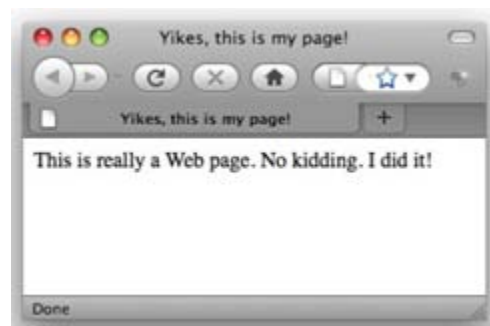 Yikes, this is my page!
Yikes, this is my page!
This is really a Web page. No kidding. I did it!
Done